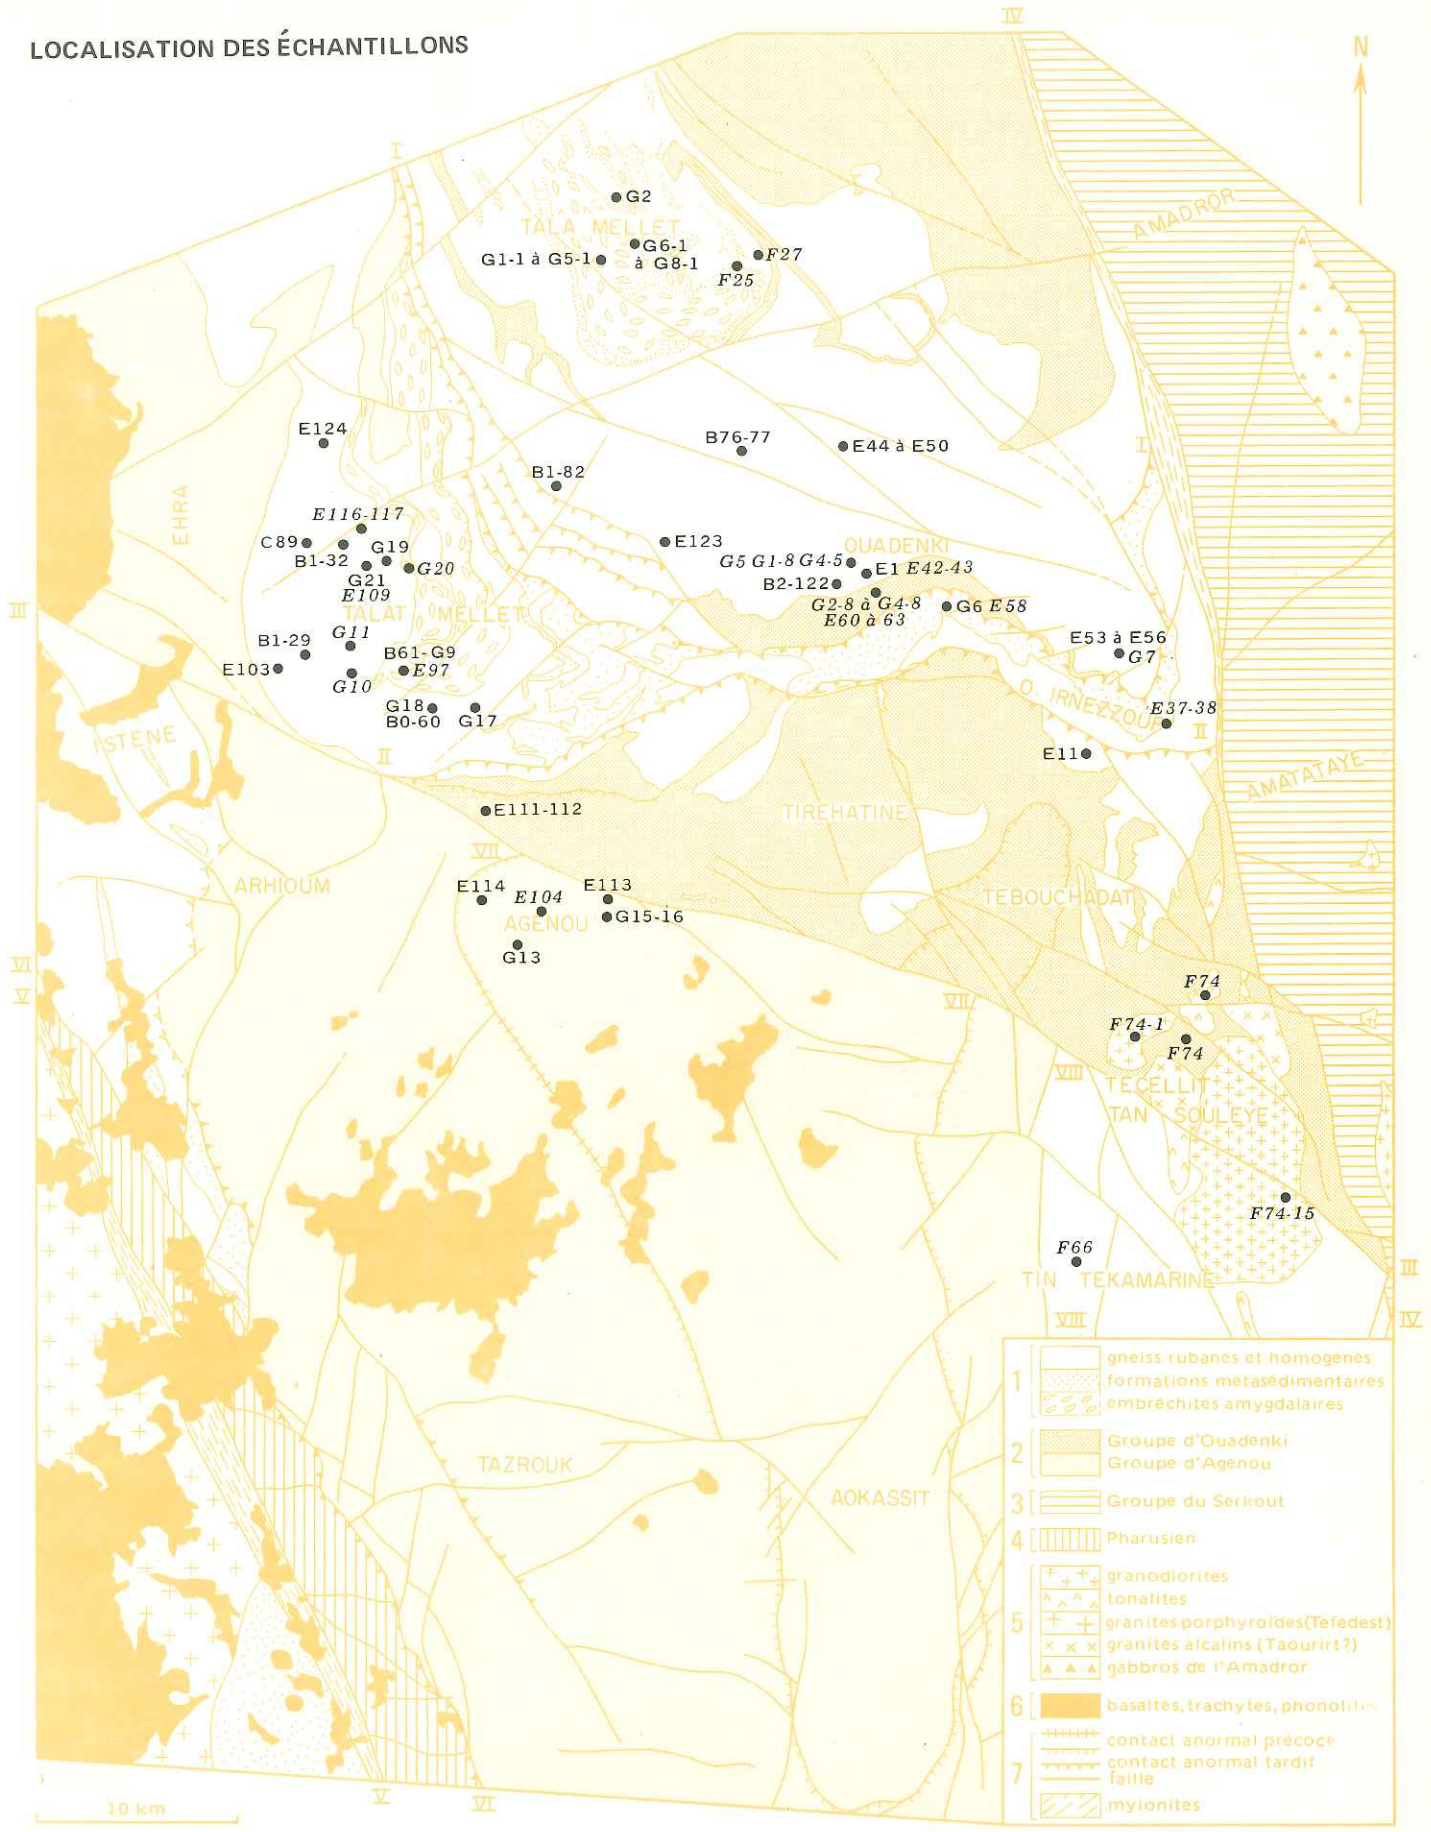 LOCALISATION DES ÉCHANTILLONS
IV
N
I
AMADROR
G2
TALA MELLET
G6-1
à G8-1
G1-1 à G5-1
F27
F25
E124
B76-77
E44 à E50
I
B1-82
EHRA
E116-117
C89
B1-32
G19
G20
G21
E109
E123
OUADENKI
G5 G1-8 G4-5
E1 E42-43
B2-122
G2-8 à G4-8
E60 à 63
G6 E58
III
TALAT MELLET
G11
B1-29
B61-G9
E97
E103
G10
E53 à E56
G7
O. IRNEZZOUF
G18
B0-60
G17
E37-38
II
ISTENE
II
E11
AMATATAYE
E111-112
TIREHATINE
VII
ARHIOUM
E114
E104
E113
G15-16
AGENOU
G13
TEBOUCHADAT
VI
V
VII
F74
F74-1
F74
VIII
TECELLIT
TAN SOULEYE
F74-15
F66
TIN TEKAMARINE
III
VIII
IV
1
gneiss rubanés et homogènes
formations métasédimentaires
embréchites amygdalaires
2
Groupe d'Ouadenki
Groupe d'Agenou
3
Groupe du Serkout
4
Pharusien
5
granodiorites
tonalites
granites porphyroïdes(Tefedest)
granites alcalins (Taourirt?)
gabbros de l'Amadror
6
basaltes, trachytes, phonolites
7
contact anormal précoce
contact anormal tardif
faille
mylonites
TAZROUK
AOKASSIT
10 km
V
VI